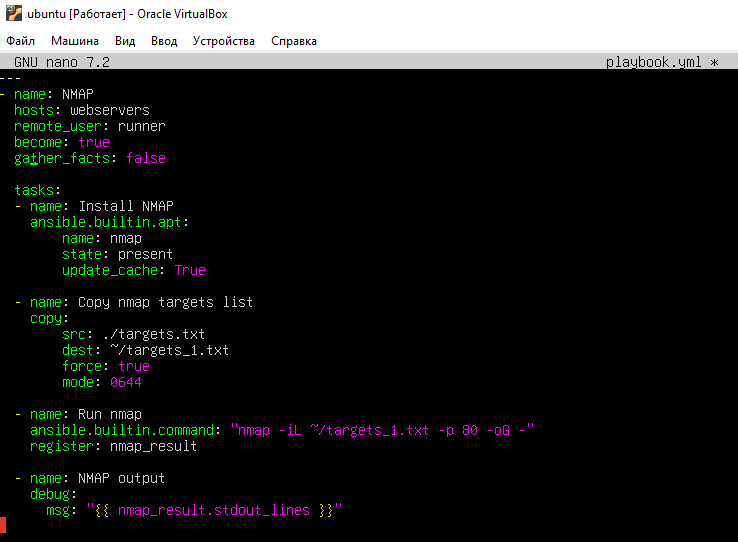 ubuntu [Работает] - Oracle VirtualBox
Файл Машина Вид Ввод Устройства Справка
GNU nano 7.2 playbook.yml *
---
- name: NMAP
  hosts: webservers
  remote_user: runner
  become: true
  gather_facts: false

  tasks:
  - name: Install NMAP
    ansible.builtin.apt:
        name: nmap
        state: present
        update_cache: True

  - name: Copy nmap targets list
    copy:
        src: ./targets.txt
        dest: ~/targets_1.txt
        force: true
        mode: 0644

  - name: Run nmap
    ansible.builtin.command: "nmap -iL ~/targets_1.txt -p 80 -oG -"
    register: nmap_result

  - name: NMAP output
    debug:
      msg: "{{ nmap_result.stdout_lines }}"